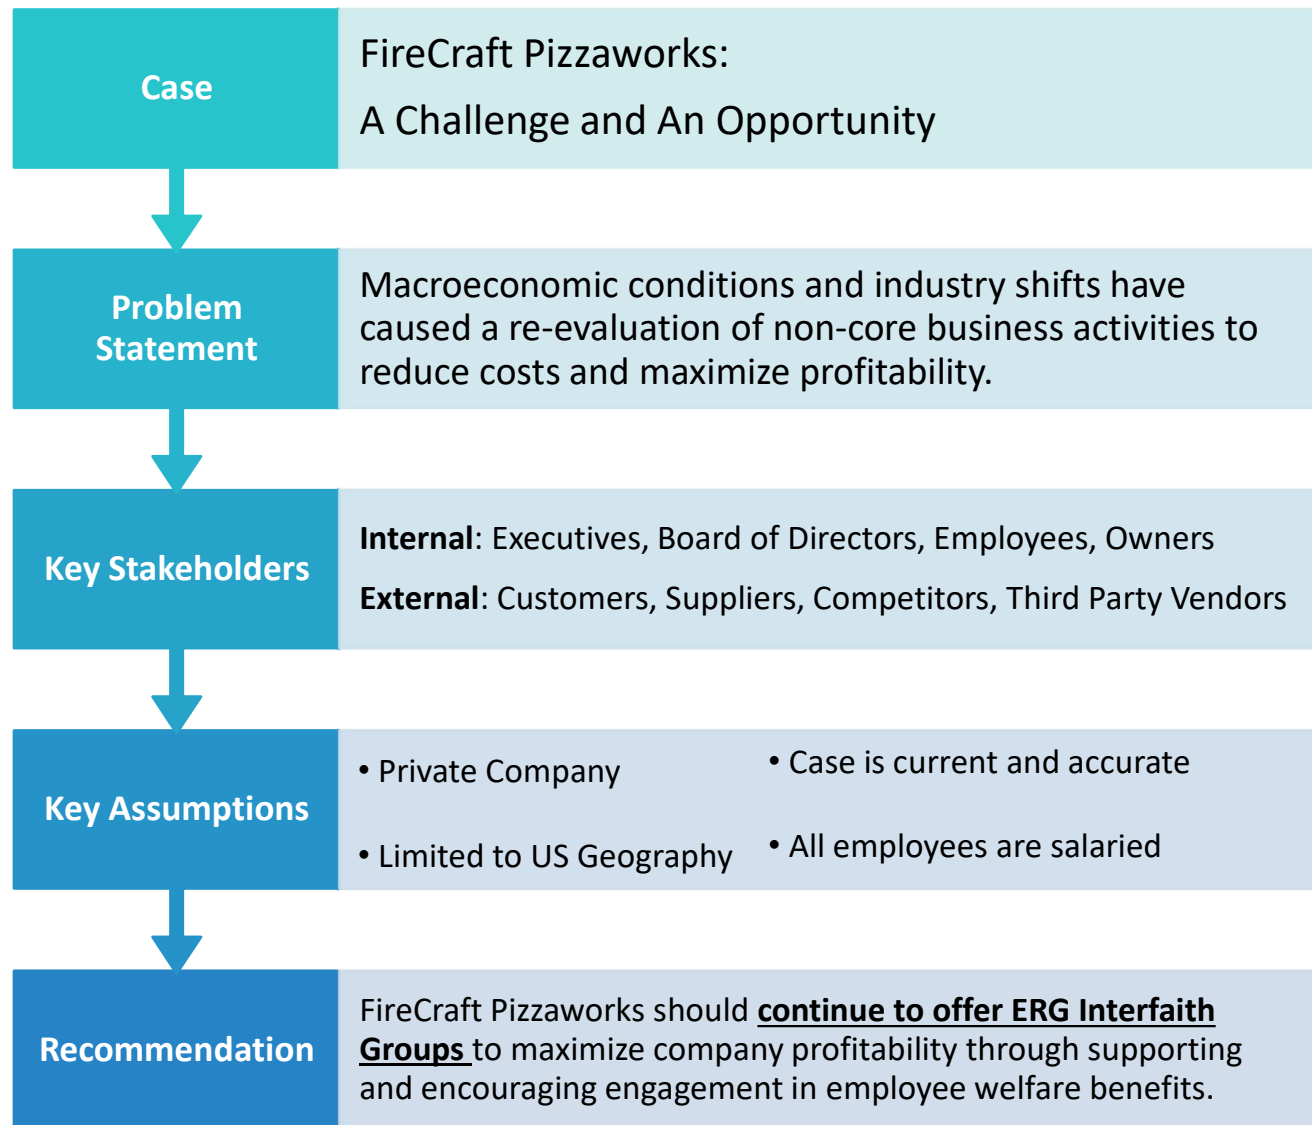 Case
FireCraft Pizzaworks:
A Challenge and An Opportunity
Problem
Statement
Macroeconomic conditions and industry shifts have
caused a re-evaluation of non-core business activities to
reduce costs and maximize profitability.
Key Stakeholders
Internal: Executives, Board of Directors, Employees, Owners
External: Customers, Suppliers, Competitors, Third Party Vendors
Key Assumptions
• Private Company
• Limited to US Geography
• Case is current and accurate
• All employees are salaried
Recommendation
FireCraft Pizzaworks should continue to offer ERG Interfaith
Groups to maximize company profitability through supporting
and encouraging engagement in employee welfare benefits.